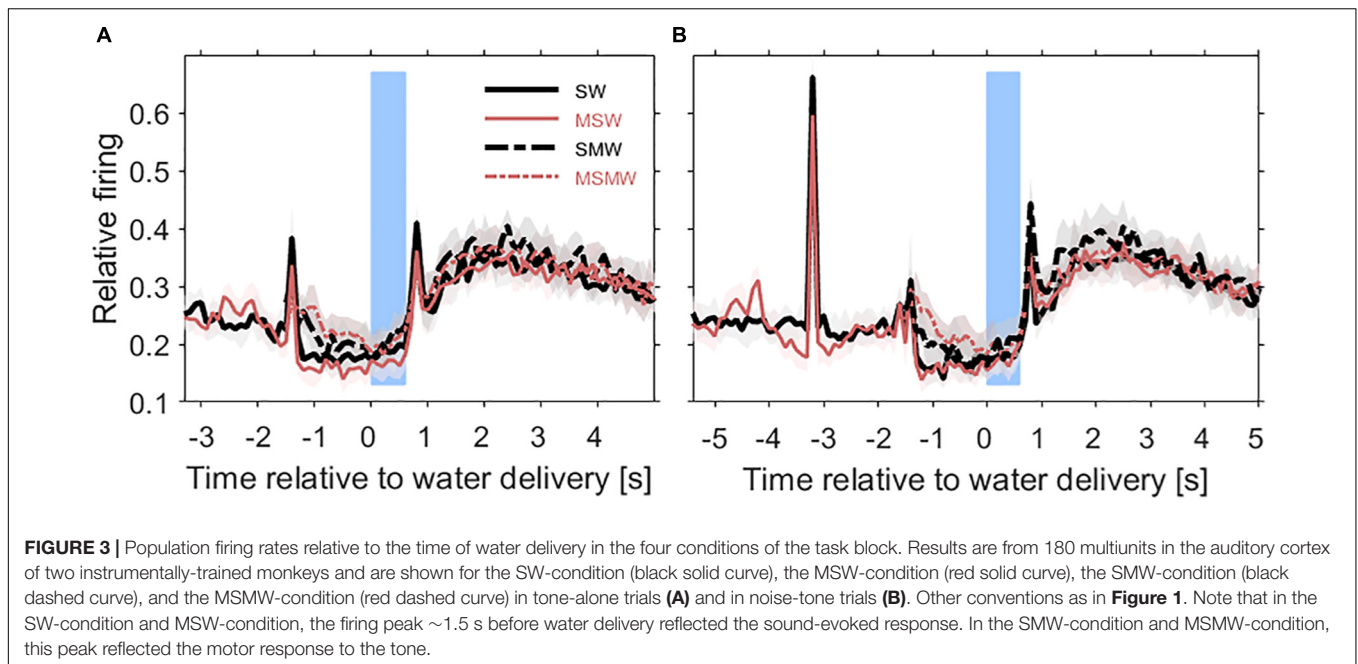 A
B
SW
MSW
SMW
MSMW
Relative firing
0.6
0.5
0.4
0.3
0.2
0.1
-3 -2 -1 0 1 2 3 4
-5 -4 -3 -2 -1 0 1 2 3 4 5
Time relative to water delivery [s]
Time relative to water delivery [s]
FIGURE 3 | Population firing rates relative to the time of water delivery in the four conditions of the task block. Results are from 180 multiunits in the auditory cortex
of two instrumentally-trained monkeys and are shown for the SW-condition (black solid curve), the MSW-condition (red solid curve), the SMW-condition (black
dashed curve), and the MSMW-condition (red dashed curve) in tone-alone trials (A) and in noise-tone trials (B). Other conventions as in Figure 1. Note that in the
SW-condition and MSW-condition, the firing peak ∼1.5 s before water delivery reflected the sound-evoked response. In the SMW-condition and MSMW-condition,
this peak reflected the motor response to the tone.